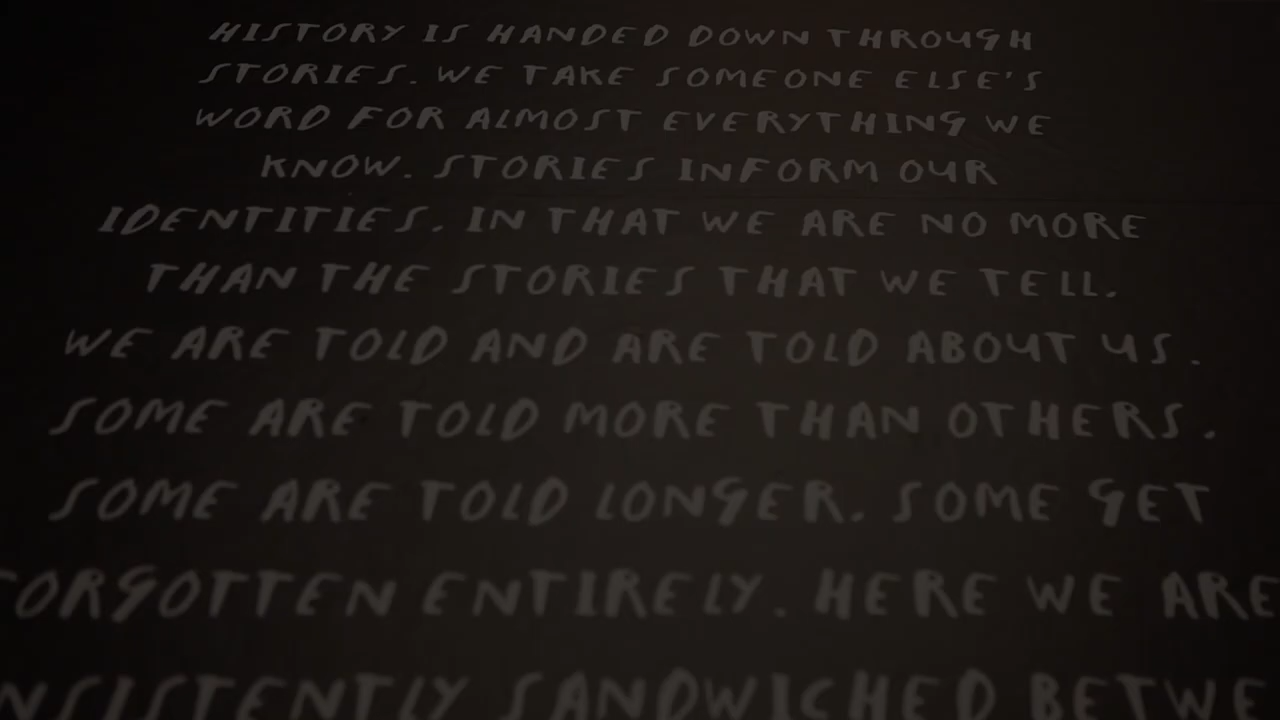 HISTORY IS HANDED DOWN THROUGH
STORIES. WE TAKE SOMEONE ELSE'S
WORD FOR ALMOST EVERYTHING WE
KNOW. STORIES INFORM OUR
IDENTITIES. IN THAT WE ARE NO MORE
THAN THE STORIES THAT WE TELL.
WE ARE TOLD AND ARE TOLD ABOUT US.
SOME ARE TOLD MORE THAN OTHERS.
SOME ARE TOLD LONGER. SOME GET
FORGOTTEN ENTIRELY. HERE WE ARE
NSISTENTLY SANDWICHED BETWE